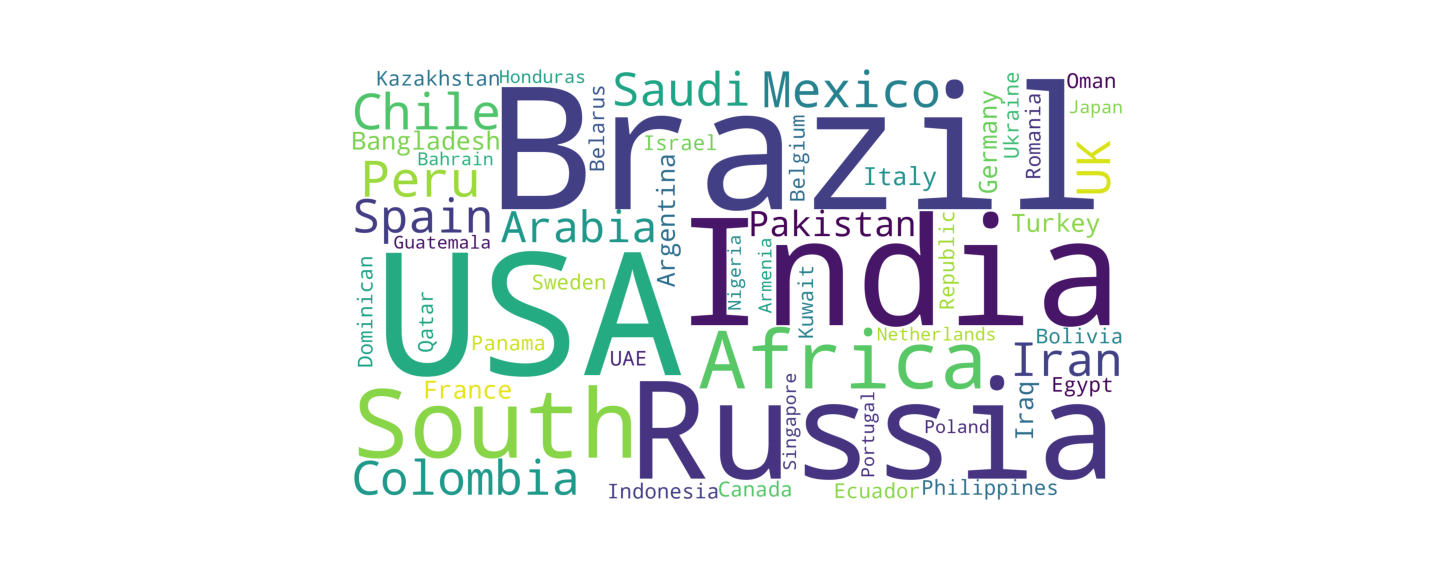 Kazakhstan
Honduras
Saudi
Mexico
Oman
Chile
Brazil
Japan
Bangladesh
Belarus
Israel
Belgium
Germany
Ukraine
Romania
UK
Bahrain
Peru
Italy
Spain
Arabia
Argentina
Pakistan
Turkey
Guatemala
India
Republic
USA
Nigeria
Armenia
Kuwait
Dominican
Qatar
Sweden
Panama
UAE
Africa
Netherlands
Bolivia
Iran
France
Egypt
South
Russia
Singapore
Portugal
Poland
Iraq
Colombia
Indonesia
Canada
Ecuador
Philippines